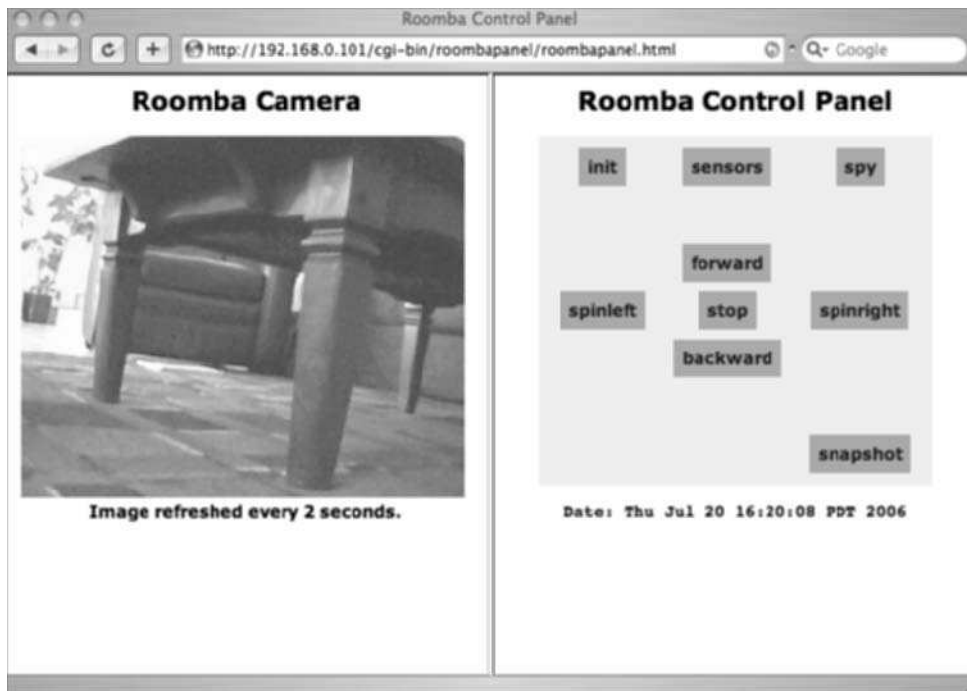 Roomba Control Panel
http://192.168.0.101/cgi-bin/roombapanel/roombapanel.html
Google
Roomba Camera
Image refreshed every 2 seconds.
Roomba Control Panel
init sensors spy
forward
spinleft stop spinright
backward
snapshot
Date: Thu Jul 20 16:20:08 PDT 2006